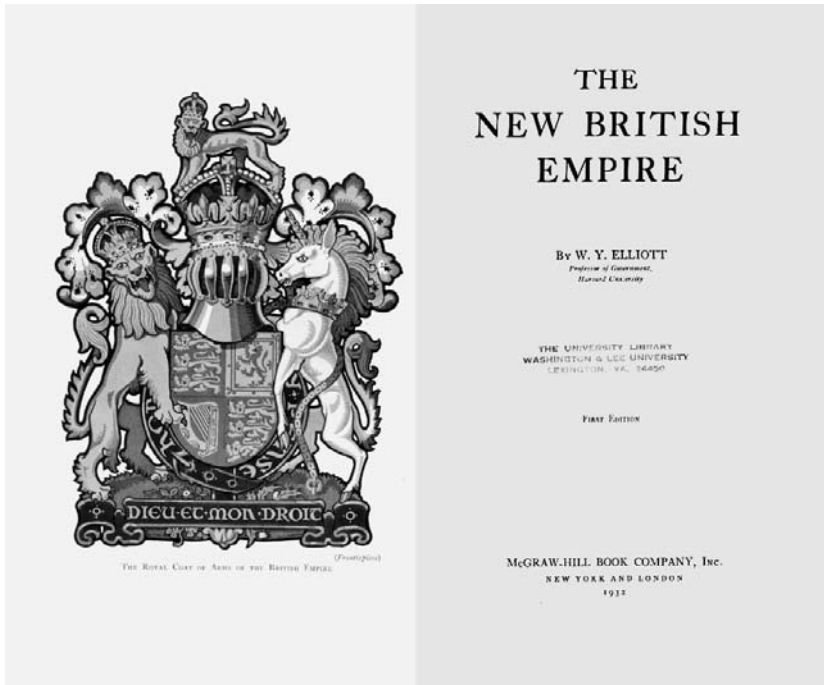 DIEU·ET·MON·DROIT
(Frontispiece)
THE ROYAL COAT OF ARMS OF THE BRITISH EMPIRE
THE
NEW BRITISH
EMPIRE
By W. Y. ELLIOTT
Professor of Government,
Harvard University
THE UNIVERSITY LIBRARY
WASHINGTON & LEE UNIVERSITY
LEXINGTON, VA. 24450
FIRST EDITION
McGRAW-HILL BOOK COMPANY, INC.
NEW YORK AND LONDON
1932